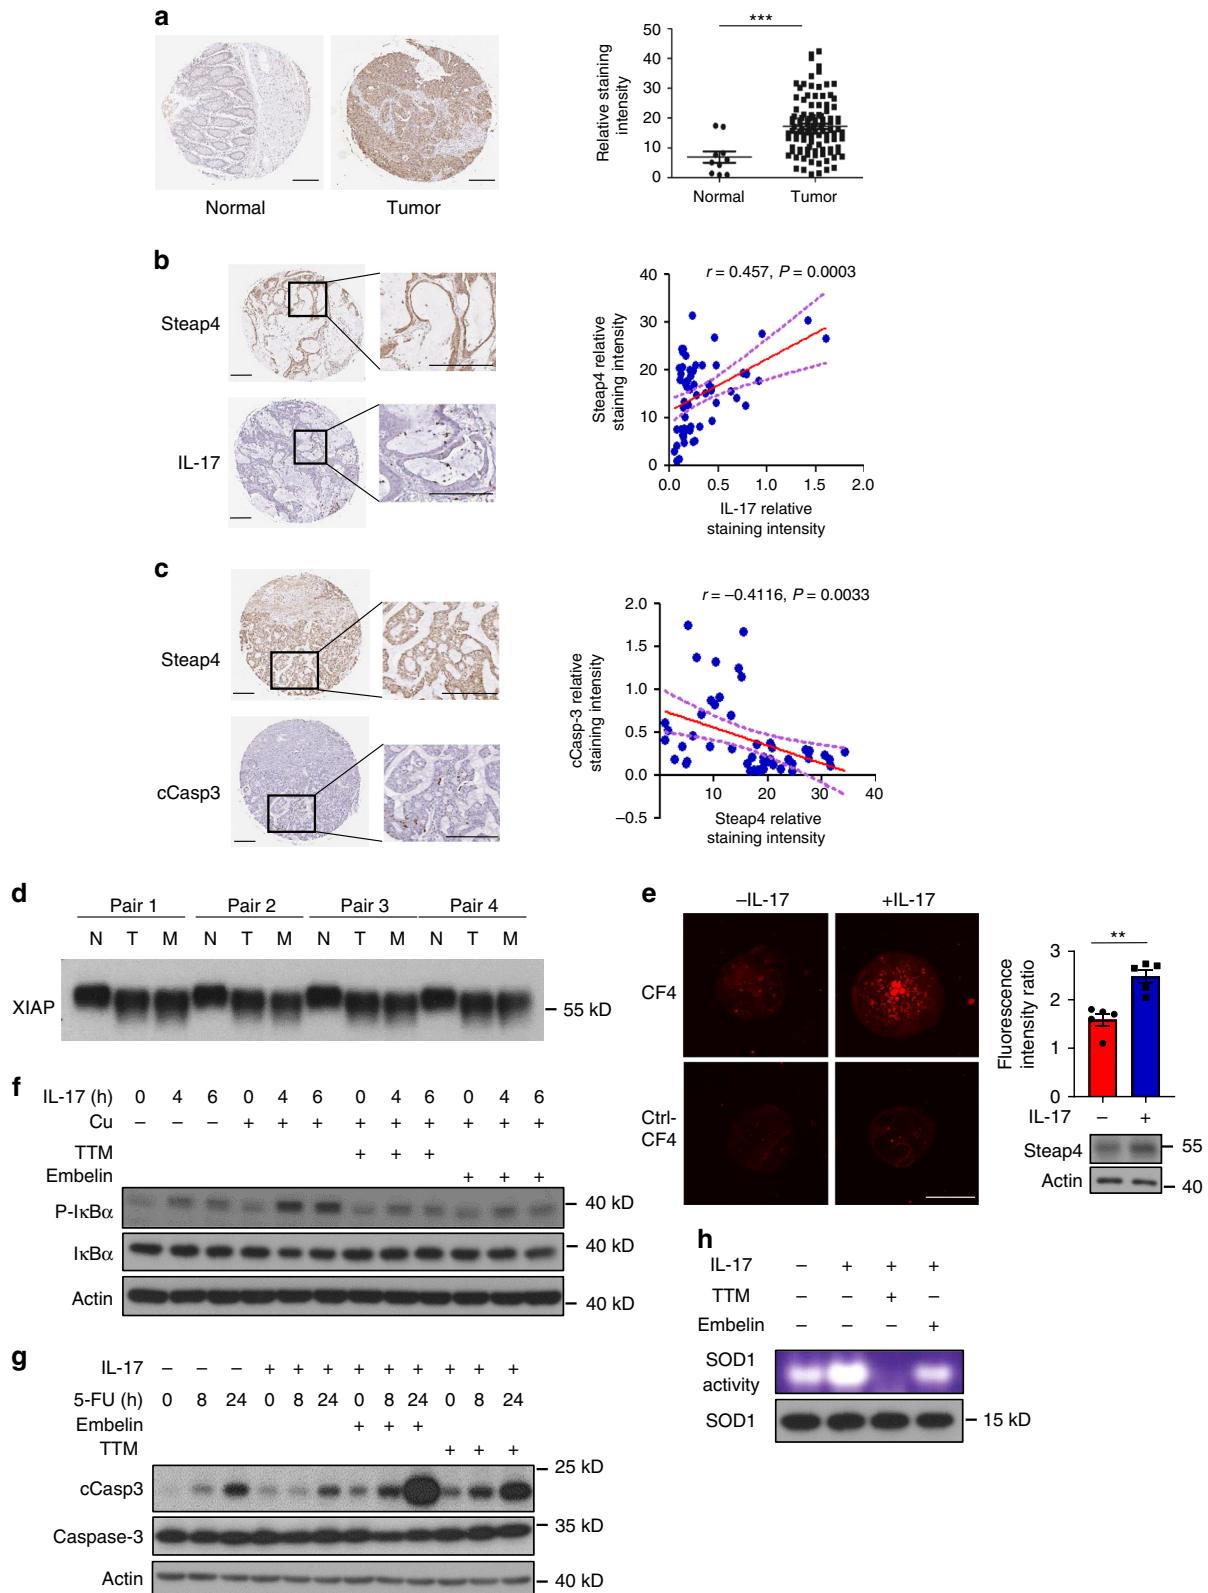 a
***
Relative staining intensity
50
40
30
20
10
0
Normal Tumor
Normal Tumor
b
Steap4
IL-17
r = 0.457, P = 0.0003
Steap4 relative staining intensity
40
30
20
10
0
0.0 0.5 1.0 1.5 2.0
IL-17 relative
staining intensity
c
Steap4
cCasp3
r = –0.4116, P = 0.0033
cCasp-3 relative staining intensity
2.0
1.5
1.0
0.5
0.0
–0.5
10 20 30 40
Steap4 relative
staining intensity
d
Pair 1 Pair 2 Pair 3 Pair 4
N T M N T M N T M N T M
XIAP
55 kD
e
–IL-17 +IL-17
CF4
Ctrl-
CF4
**
Fluorescence intensity ratio
3
2
1
0
IL-17 – +
Steap4 55
Actin 40
f
IL-17 (h) 0 4 6 0 4 6 0 4 6 0 4 6
Cu – – – + + + + + + + + +
TTM + + +
Embelin + + +
P-IκBα 40 kD
IκBα 40 kD
Actin 40 kD
g
IL-17 – – – + + + + + + + + +
5-FU (h) 0 8 24 0 8 24 0 8 24 0 8 24
Embelin + + +
TTM + + +
cCasp3 25 kD
Caspase-3 35 kD
Actin 40 kD
h
IL-17 – + + +
TTM – – + –
Embelin – – – +
SOD1
activity
SOD1 15 kD